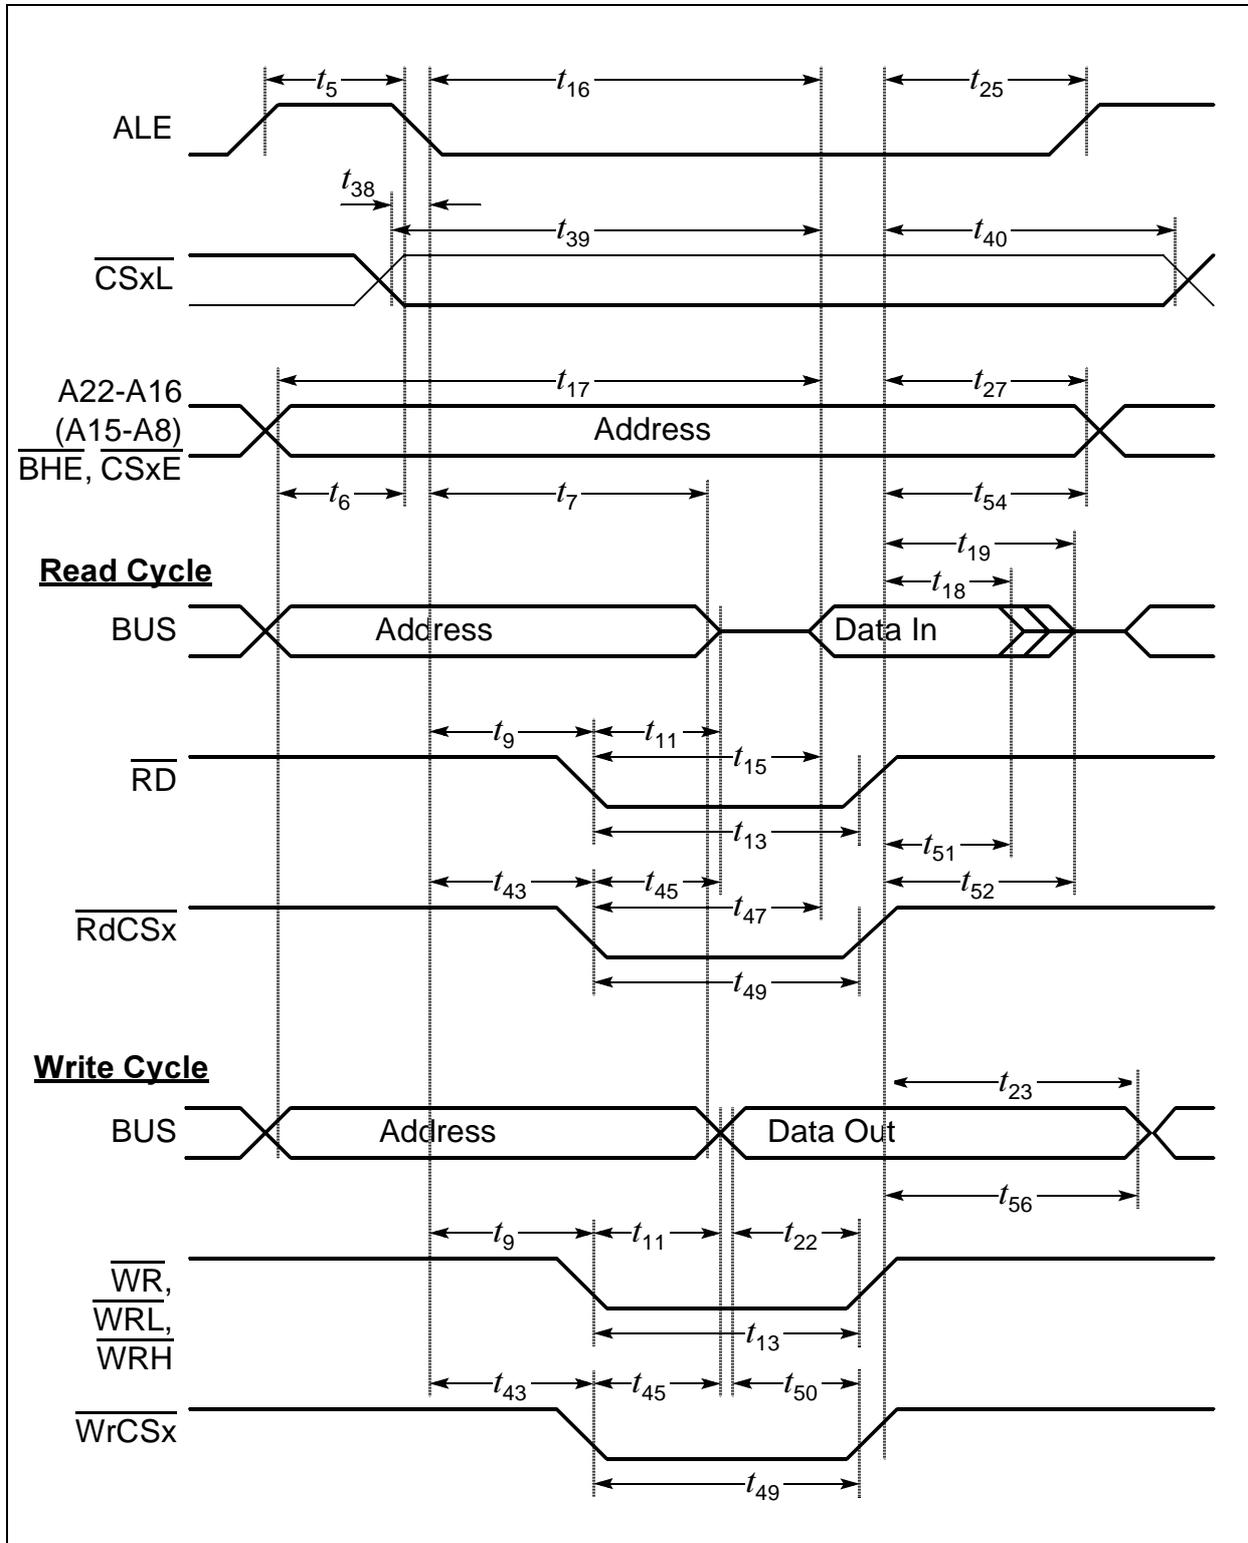 t5 t16 t25
ALE
t38
t39 t40
CSxL
A22-A16 t17 t27
(A15-A8) Address
BHE, CSxE
t6 t7 t54
t19
Read Cycle
t18
BUS Address Data In
t9 t11
t15
RD
t13
t51
t43 t45 t52
t47
RdCSx
t49
Write Cycle
t23
BUS Address Data Out
t56
t9 t11 t22
WR,
WRL,
t13
WRH
t43 t45 t50
WrCSx
t49